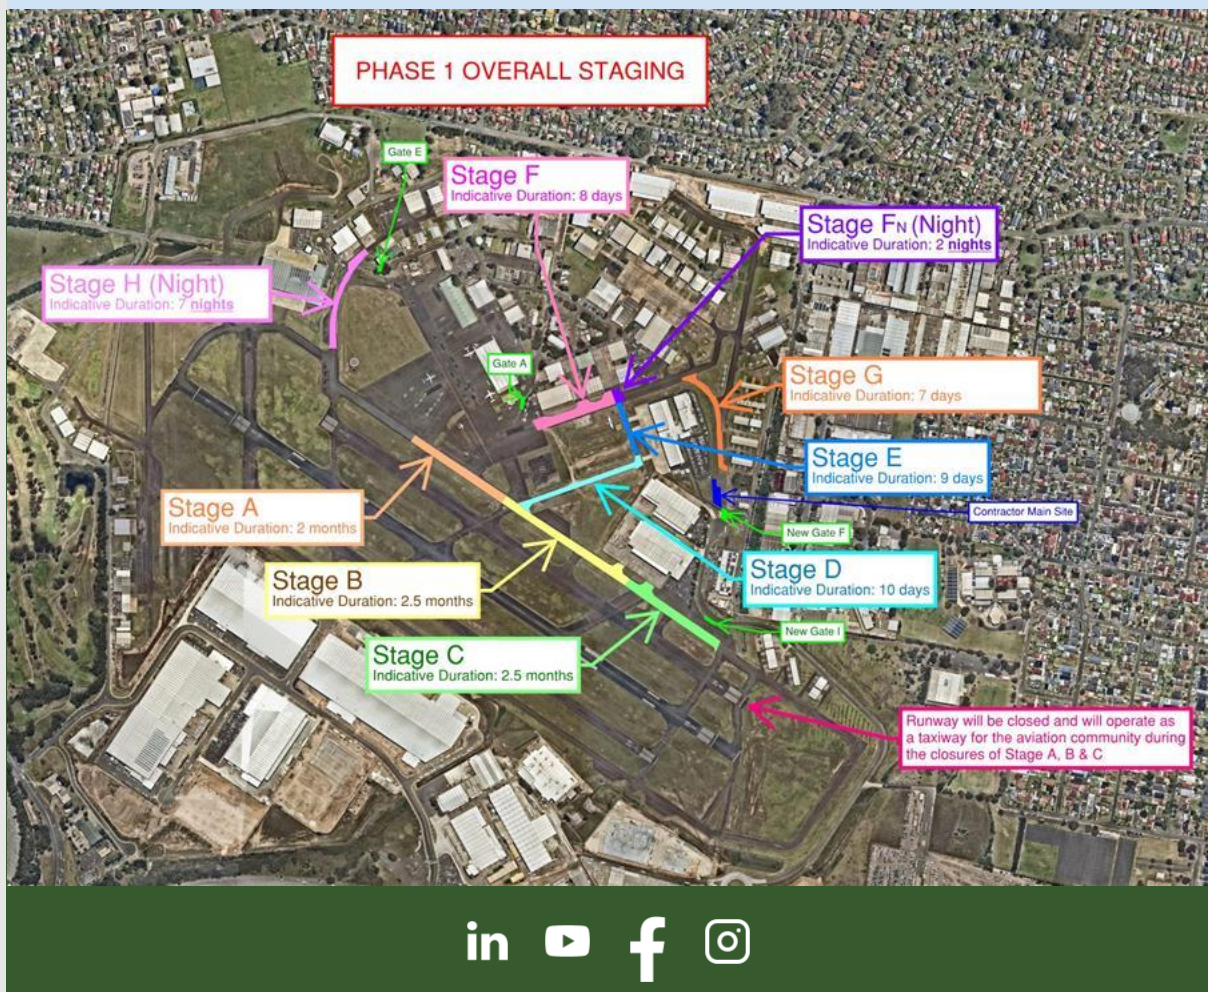 PHASE 1 OVERALL STAGING
Gate E
Stage F
Indicative Duration: 8 days
Stage FN (Night)
Indicative Duration: 2 nights
Stage H (Night)
Indicative Duration: 7 nights
Gate A
Stage G
Indicative Duration: 7 days
Stage E
Indicative Duration: 9 days
Stage A
Indicative Duration: 2 months
Contractor Main Site
New Gate F
Stage B
Indicative Duration: 2.5 months
Stage D
Indicative Duration: 10 days
New Gate I
Stage C
Indicative Duration: 2.5 months
Runway will be closed and will operate as
a taxiway for the aviation community during
the closures of Stage A, B & C
in
f